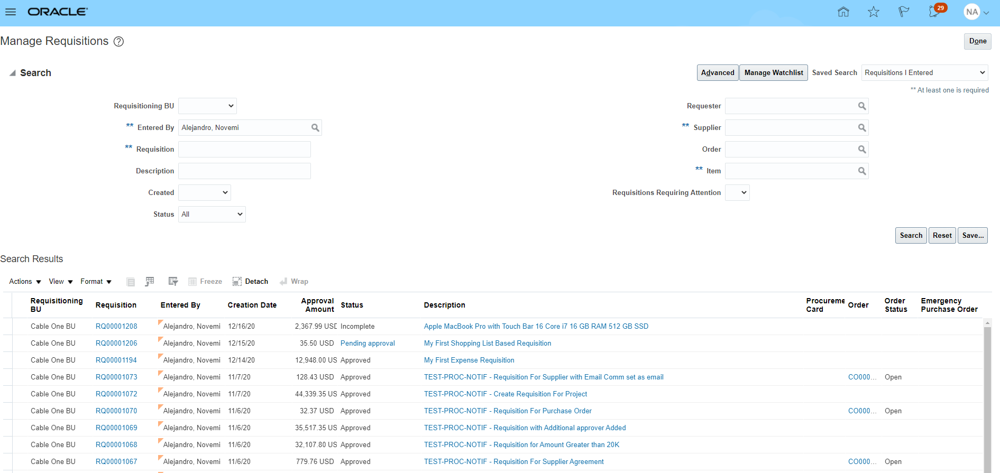 ORACLE
29
NA
Manage Requisitions ?
Done
Search
Advanced Manage Watchlist Saved Search Requisitions I Entered
** At least one is required
Requisitioning BU
Requester
** Entered By Alejandro, Novemi
** Supplier
** Requisition
Order
Description
** Item
Created
Requisitions Requiring Attention
Status All
Search Reset Save...
Search Results
Actions View Format Freeze Detach Wrap
Requisitioning BU Requisition Entered By Creation Date Approval Amount Status Description Procureme Card Order Order Status Emergency Purchase Order
Cable One BU RQ00001208 Alejandro, Novemi 12/16/20 2,367.99 USD Incomplete Apple MacBook Pro with Touch Bar 16 Core i7 16 GB RAM 512 GB SSD
Cable One BU RQ00001206 Alejandro, Novemi 12/15/20 35.50 USD Pending approval My First Shopping List Based Requisition
Cable One BU RQ00001194 Alejandro, Novemi 12/14/20 12,948.00 US Approved My First Expense Requisition
Cable One BU RQ00001073 Alejandro, Novemi 11/7/20 128.43 USD Approved TEST-PROC-NOTIF - Requisition For Supplier with Email Comm set as email CO000... Open
Cable One BU RQ00001072 Alejandro, Novemi 11/7/20 44,339.35 US Approved TEST-PROC-NOTIF - Create Requisition For Project
Cable One BU RQ00001070 Alejandro, Novemi 11/6/20 32.37 USD Approved TEST-PROC-NOTIF - Requisition For Purchase Order CO000... Open
Cable One BU RQ00001069 Alejandro, Novemi 11/6/20 35,517.35 US Approved TEST-PROC-NOTIF - Requisition with Additional approver Added
Cable One BU RQ00001068 Alejandro, Novemi 11/6/20 32,107.80 US Approved TEST-PROC-NOTIF - Requisition for Amount Greater than 20K
Cable One BU RQ00001067 Alejandro, Novemi 11/6/20 779.76 USD Approved TEST-PROC-NOTIF - Requisition For Supplier Agreement CO000... Open